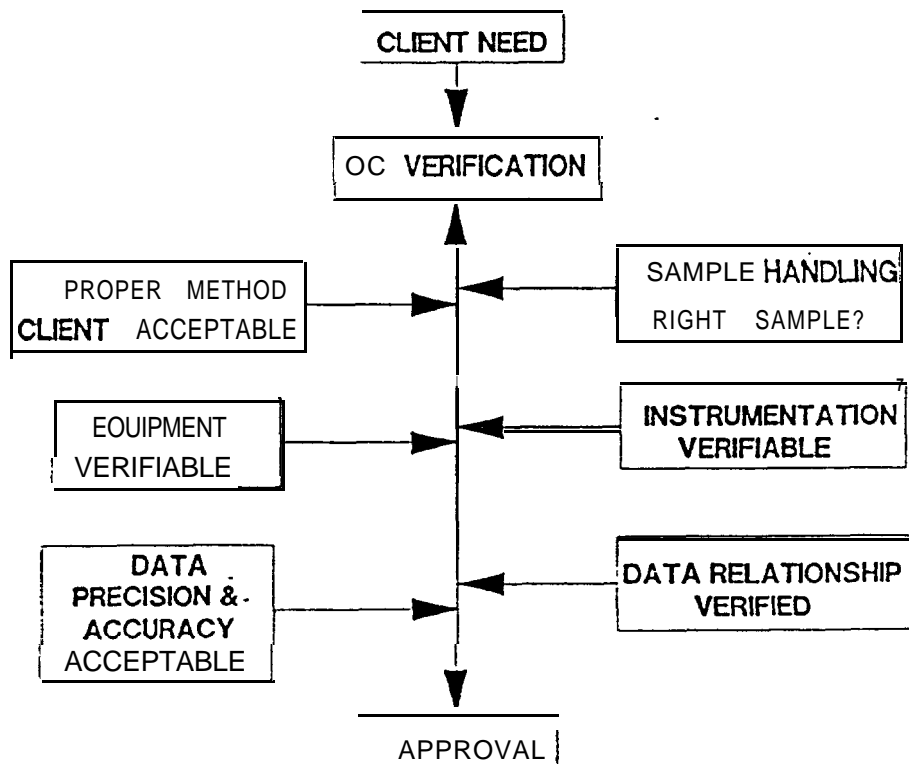 CLIENT NEED
OC VERIFICATION
PROPER METHOD
CLIENT ACCEPTABLE
SAMPLE HANDLING
RIGHT SAMPLE?
EOUIPMENT
VERIFIABLE
INSTRUMENTATION
VERIFIABLE
DATA
PRECISION &
ACCURACY
ACCEPTABLE
DATA RELATIONSHIP
VERIFIED
APPROVAL